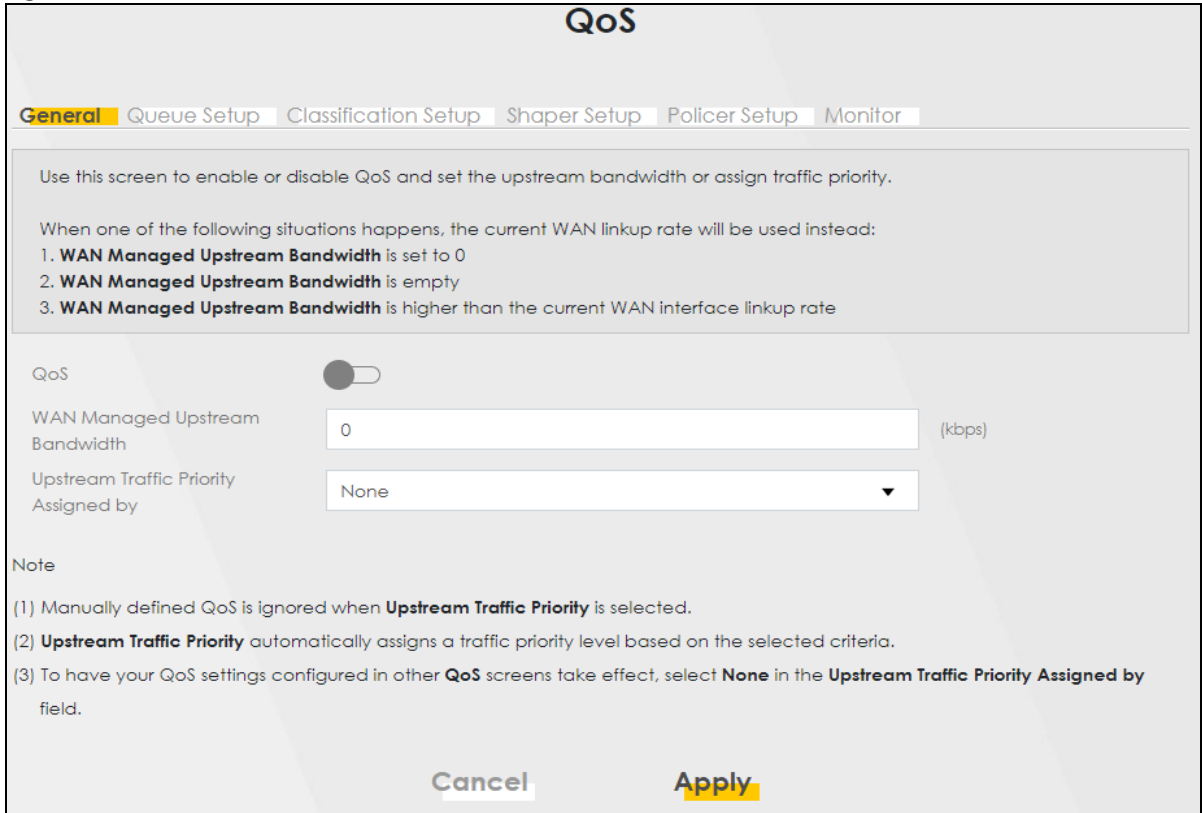 QoS
General Queue Setup Classification Setup Shaper Setup Policer Setup Monitor
Use this screen to enable or disable QoS and set the upstream bandwidth or assign traffic priority.
When one of the following situations happens, the current WAN linkup rate will be used instead:
1. WAN Managed Upstream Bandwidth is set to 0
2. WAN Managed Upstream Bandwidth is empty
3. WAN Managed Upstream Bandwidth is higher than the current WAN interface linkup rate
QoS
WAN Managed Upstream
Bandwidth
0
(kbps)
Upstream Traffic Priority
Assigned by
None
Note
(1) Manually defined QoS is ignored when Upstream Traffic Priority is selected.
(2) Upstream Traffic Priority automatically assigns a traffic priority level based on the selected criteria.
(3) To have your QoS settings configured in other QoS screens take effect, select None in the Upstream Traffic Priority Assigned by
field.
Cancel Apply